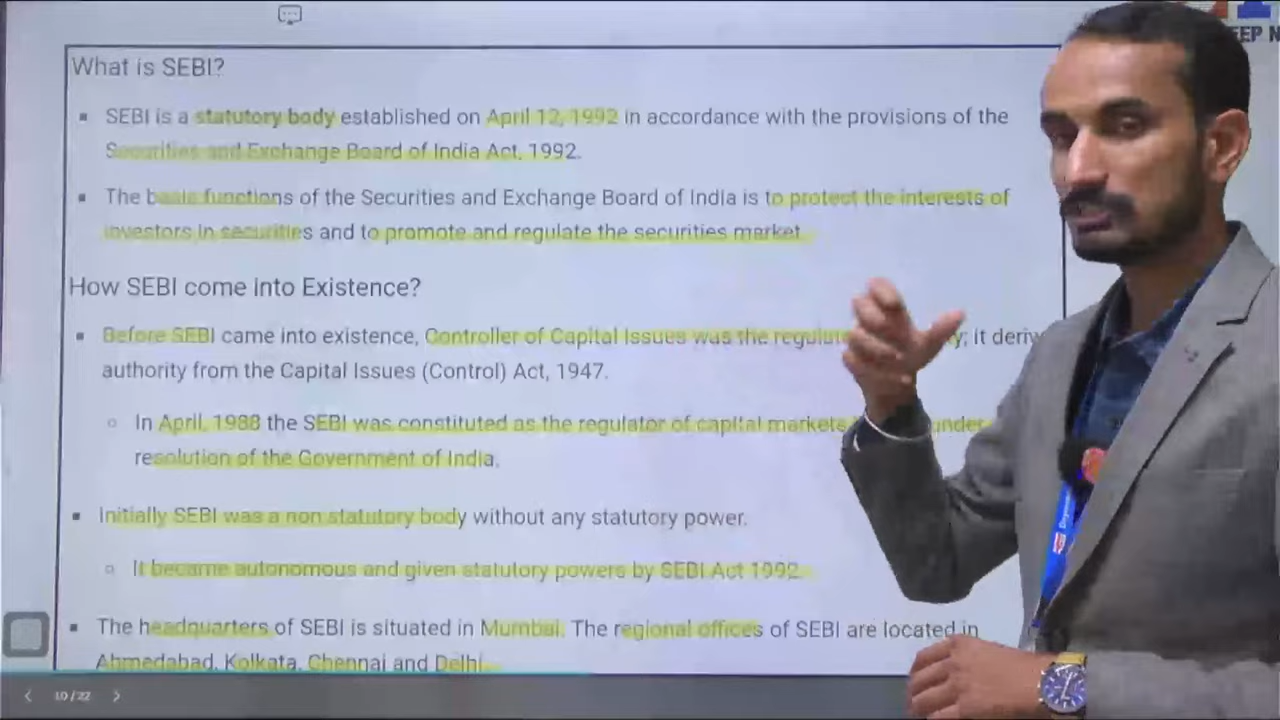 EEP N
What is SEBI?
▪ SEBI is a statutory body established on April 12, 1992 in accordance with the provisions of the
Securities and Exchange Board of India Act, 1992.
▪ The basic functions of the Securities and Exchange Board of India is to protect the interests of
investors in securities and to promote and regulate the securities market.
How SEBI come into Existence?
▪ Before SEBI came into existence, Controller of Capital Issues was the regulat y; it deriv
authority from the Capital Issues (Control) Act, 1947.
○ In April, 1988 the SEBI was constituted as the regulator of capital markets under
resolution of the Government of India.
▪ Initially SEBI was a non statutory body without any statutory power.
○ It became autonomous and given statutory powers by SEBI Act 1992.
▪ The headquarters of SEBI is situated in Mumbai. The regional offices of SEBI are located in
Ahmedabad, Kolkata, Chennai and Delhi.
10 / 22